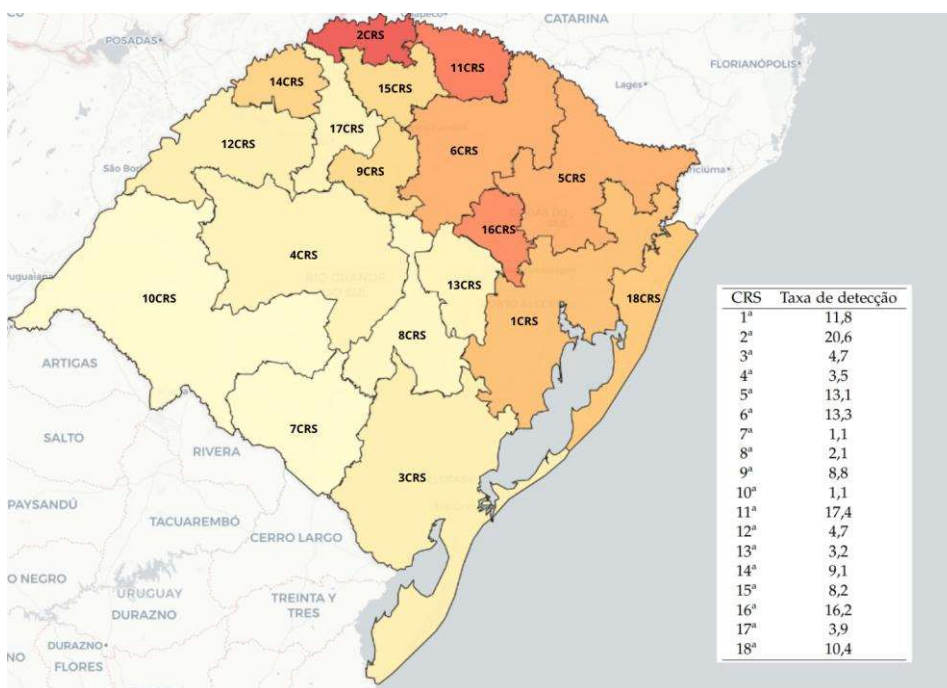 CATARINA
POSADAS
2CRS
FLORIANÓPOLIS
11CRS
Lages
14CRS
15CRS
17CRS
12CRS
6CRS
São Bor
9CRS
5CRS
riciúma
16CRS
4CRS
uruguaiana
13CRS
10CRS
18CRS
1CRS
8CRS
ARTIGAS
7CRS
SALTO
RIVERA
3CRS
PAYSANDÚ
TACUAREMBÓ
CERRO LARGO
O NEGRO
URUGUAY
DURAZNO
TREINTA Y
TRES
DURAZNO
FLORES
CRS Taxa de detecção
1ª 11,8
2ª 20,6
3ª 4,7
4ª 3,5
5ª 13,1
6ª 13,3
7ª 1,1
8ª 2,1
9ª 8,8
10ª 1,1
11ª 17,4
12ª 4,7
13ª 3,2
14ª 9,1
15ª 8,2
16ª 16,2
17ª 3,9
18ª 10,4